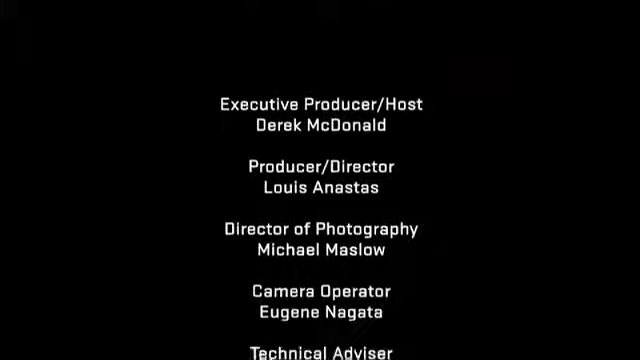 Executive Producer/Host
Derek McDonald
Producer/Director
Louis Anastas
Director of Photography
Michael Maslow
Camera Operator
Eugene Nagata
Technical Adviser